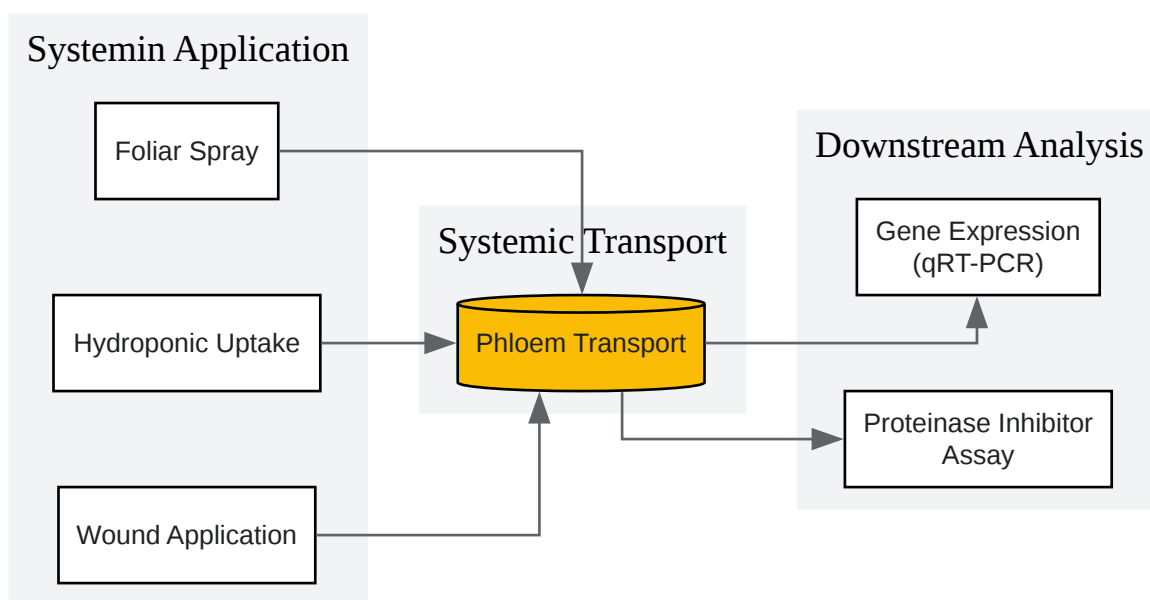 Systemin Application
Foliar Spray
Hydroponic Uptake
Wound Application
Systemic Transport
Phloem Transport
Downstream Analysis
Gene Expression
(qRT-PCR)
Proteinase Inhibitor
Assay